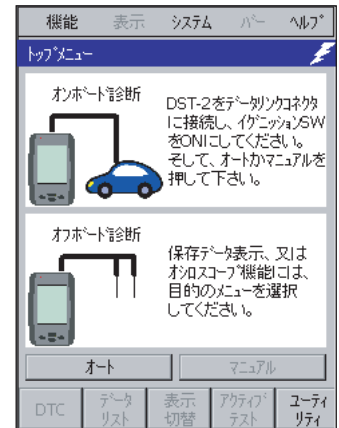 機能 表示 システム バー ヘルプ
トップメニュー
オンボード診断
DST-2をデータリンクコネクタ
に接続し、イグニッションSW
をONにしてください。
そして、オートかマニュアルを
押して下さい。
オフボード診断
保存データ表示、又は
オシロスコープ機能には、
目的のメニューを選択
してください。
オート マニュアル
DTC データ
リスト 表示
切替 アクティブ
テスト ユーティ
リティ